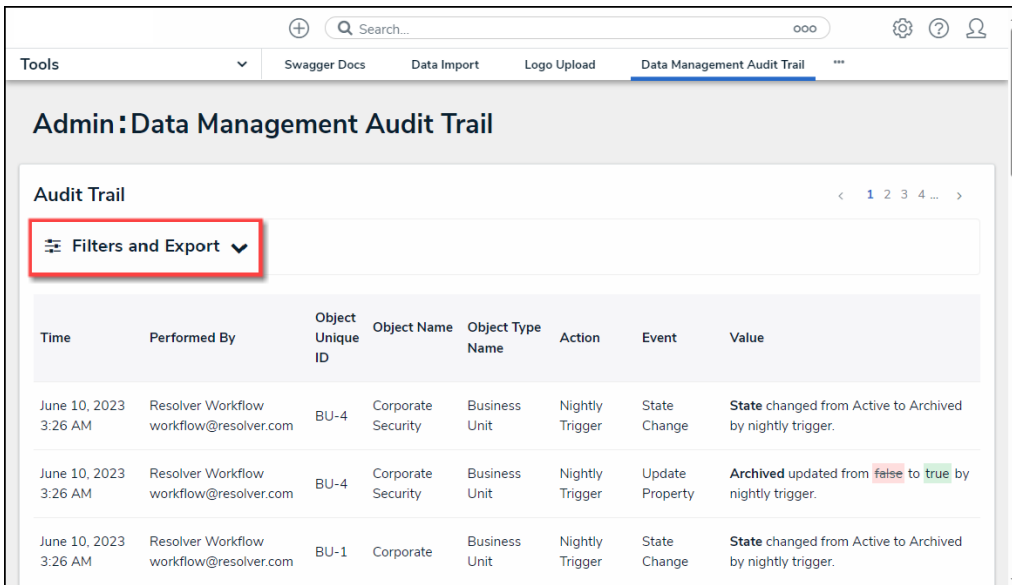 Search...
Tools
Swagger Docs
Data Import
Logo Upload
Data Management Audit Trail
Admin:Data Management Audit Trail
Audit Trail
1 2 3 4 ...
Filters and Export
Time
Performed By
Object
Unique
ID
Object Name
Object Type
Name
Action
Event
Value
June 10, 2023
3:26 AM
Resolver Workflow
workflow@resolver.com
BU-4
Corporate
Security
Business
Unit
Nightly
Trigger
State
Change
State changed from Active to Archived
by nightly trigger.
June 10, 2023
3:26 AM
Resolver Workflow
workflow@resolver.com
BU-4
Corporate
Security
Business
Unit
Nightly
Trigger
Update
Property
Archived updated from false to true by
nightly trigger.
June 10, 2023
3:26 AM
Resolver Workflow
workflow@resolver.com
BU-1
Corporate
Business
Unit
Nightly
Trigger
State
Change
State changed from Active to Archived
by nightly trigger.